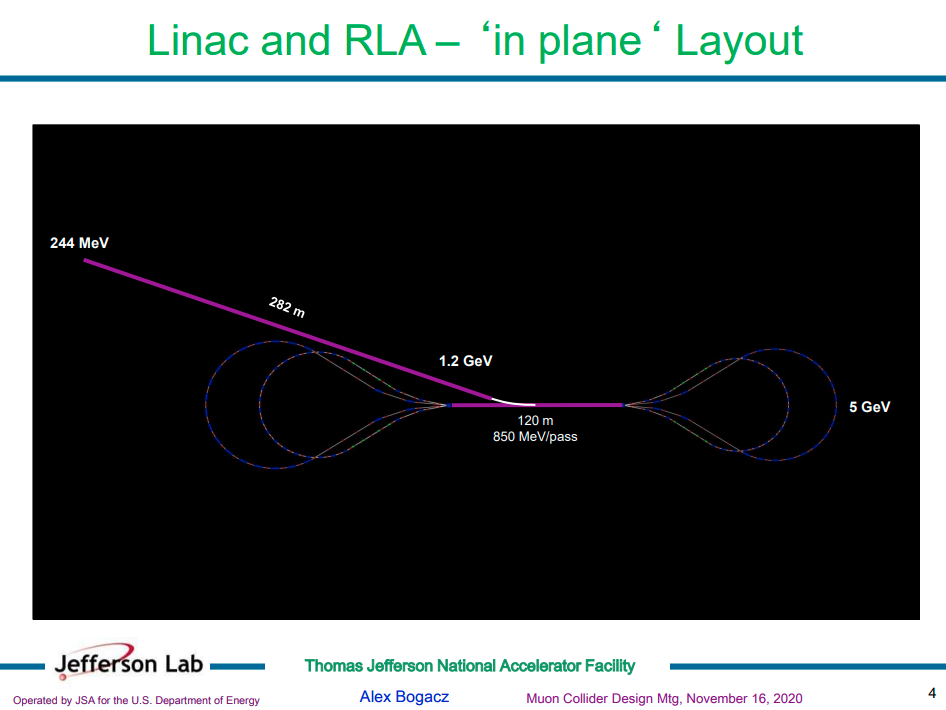 Linac and RLA – ‘in plane ‘ Layout
244 MeV
282 m
1.2 GeV
120 m
850 MeV/pass
5 GeV
Jefferson Lab
Thomas Jefferson National Accelerator Facility
Operated by JSA for the U.S. Department of Energy
Alex Bogacz
Muon Collider Design Mtg, November 16, 2020
4